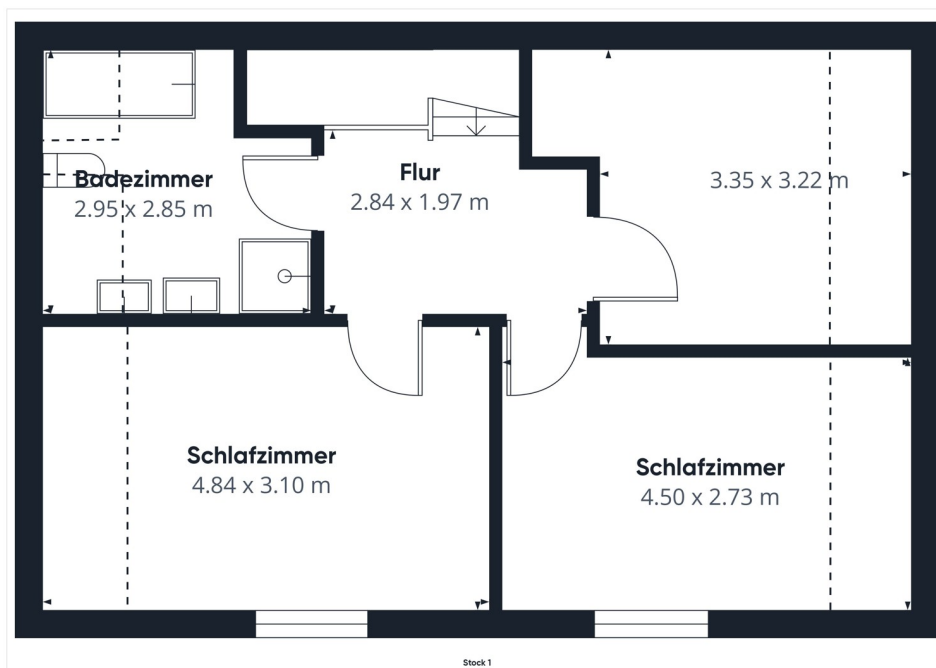 Badezimmer
2.95 x 2.85 m
Flur
2.84 x 1.97 m
3.35 x 3.22 m
Schlafzimmer
4.84 x 3.10 m
Schlafzimmer
4.50 x 2.73 m
Stock 1